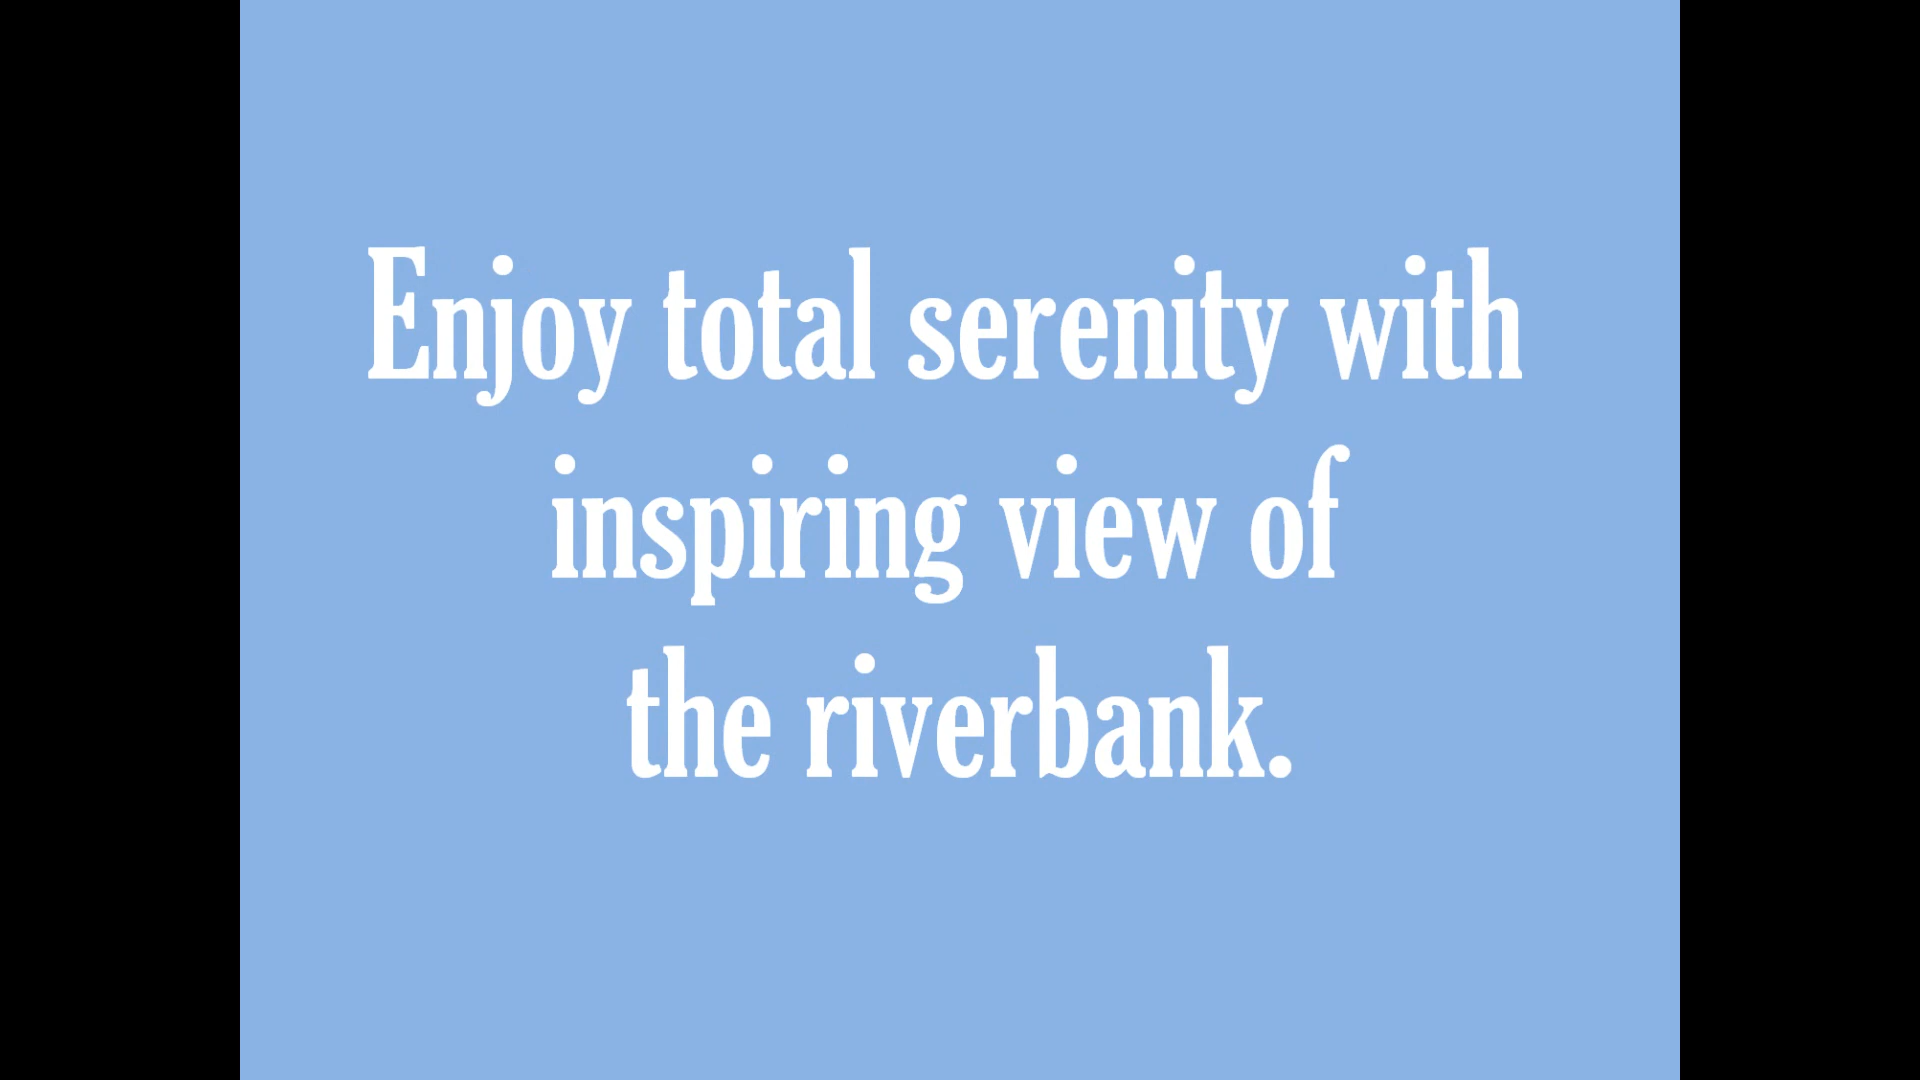 Enjoy total serenity with
inspiring view of
the riverbank.